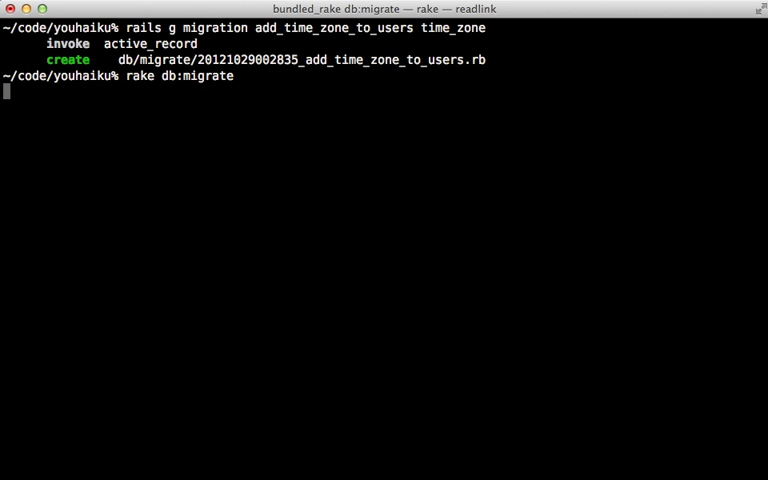 bundled_rake db:migrate — rake — readlink
~/code/youhaiku% rails g migration add_time_zone_to_users time_zone
invoke active_record
create db/migrate/20121029002835_add_time_zone_to_users.rb
~/code/youhaiku% rake db:migrate